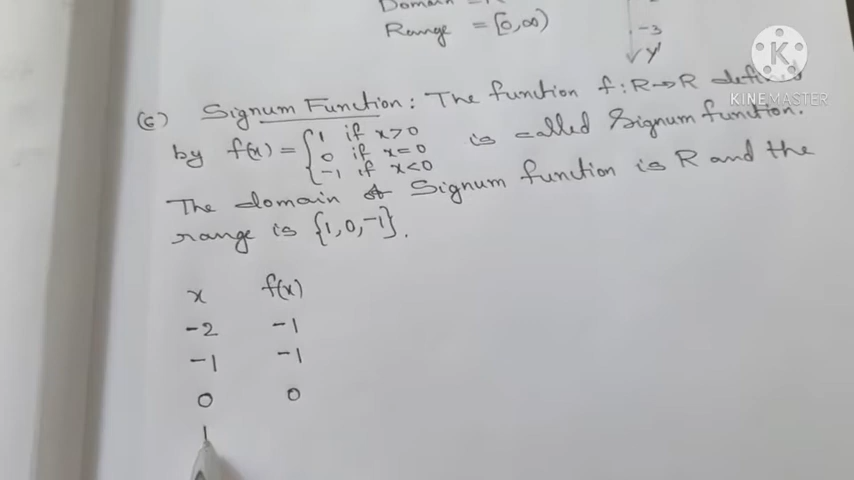 Domain =
Range = [0,∞)
-3
y'
KINEMASTER
(6) Signum Function: The function f:R→R defined
by f(x) = { 1 if x>0
0 if x=0
-1 if x<0 is called Signum function.
The domain of Signum function is R and the
range is {1,0,-1}.
x f(x)
-2 -1
-1 -1
0 0
1